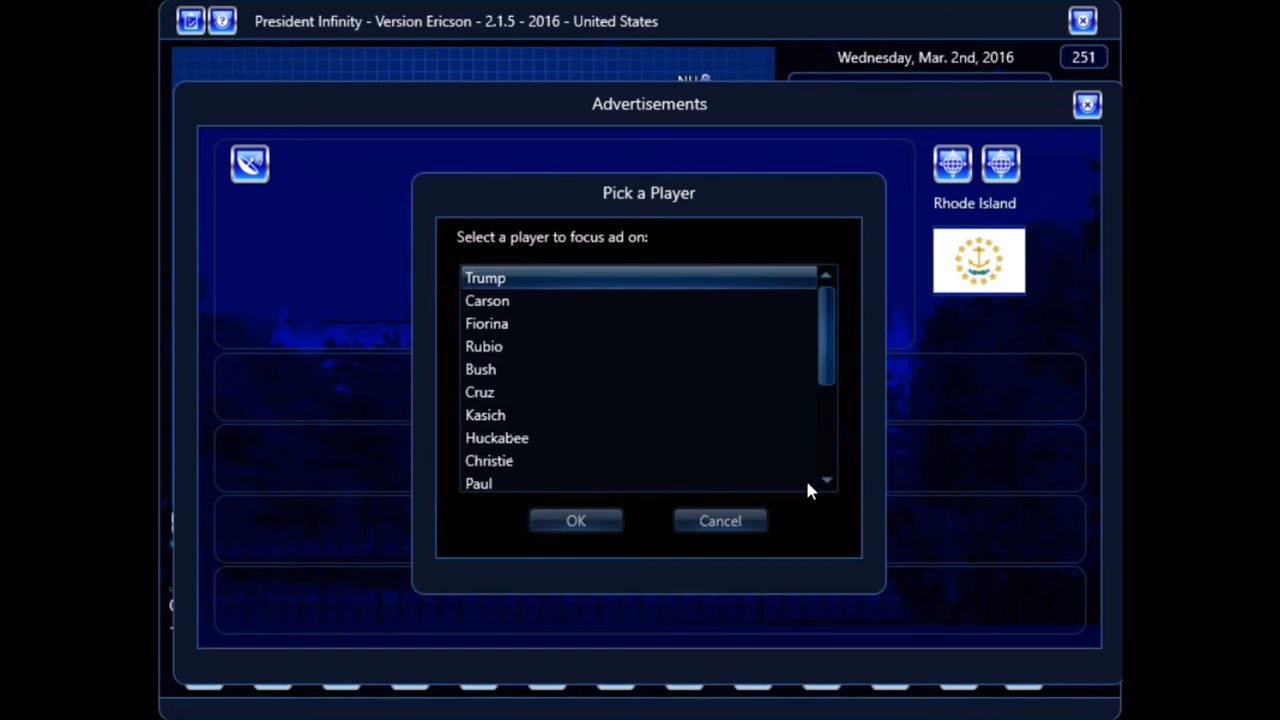 President Infinity - Version Ericson - 2.1.5 - 2016 - United States
Wednesday, Mar. 2nd, 2016
251
Advertisements
Pick a Player
Rhode Island
Select a player to focus ad on:
Trump
Carson
Fiorina
Rubio
Bush
Cruz
Kasich
Huckabee
Christie
Paul
OK
Cancel